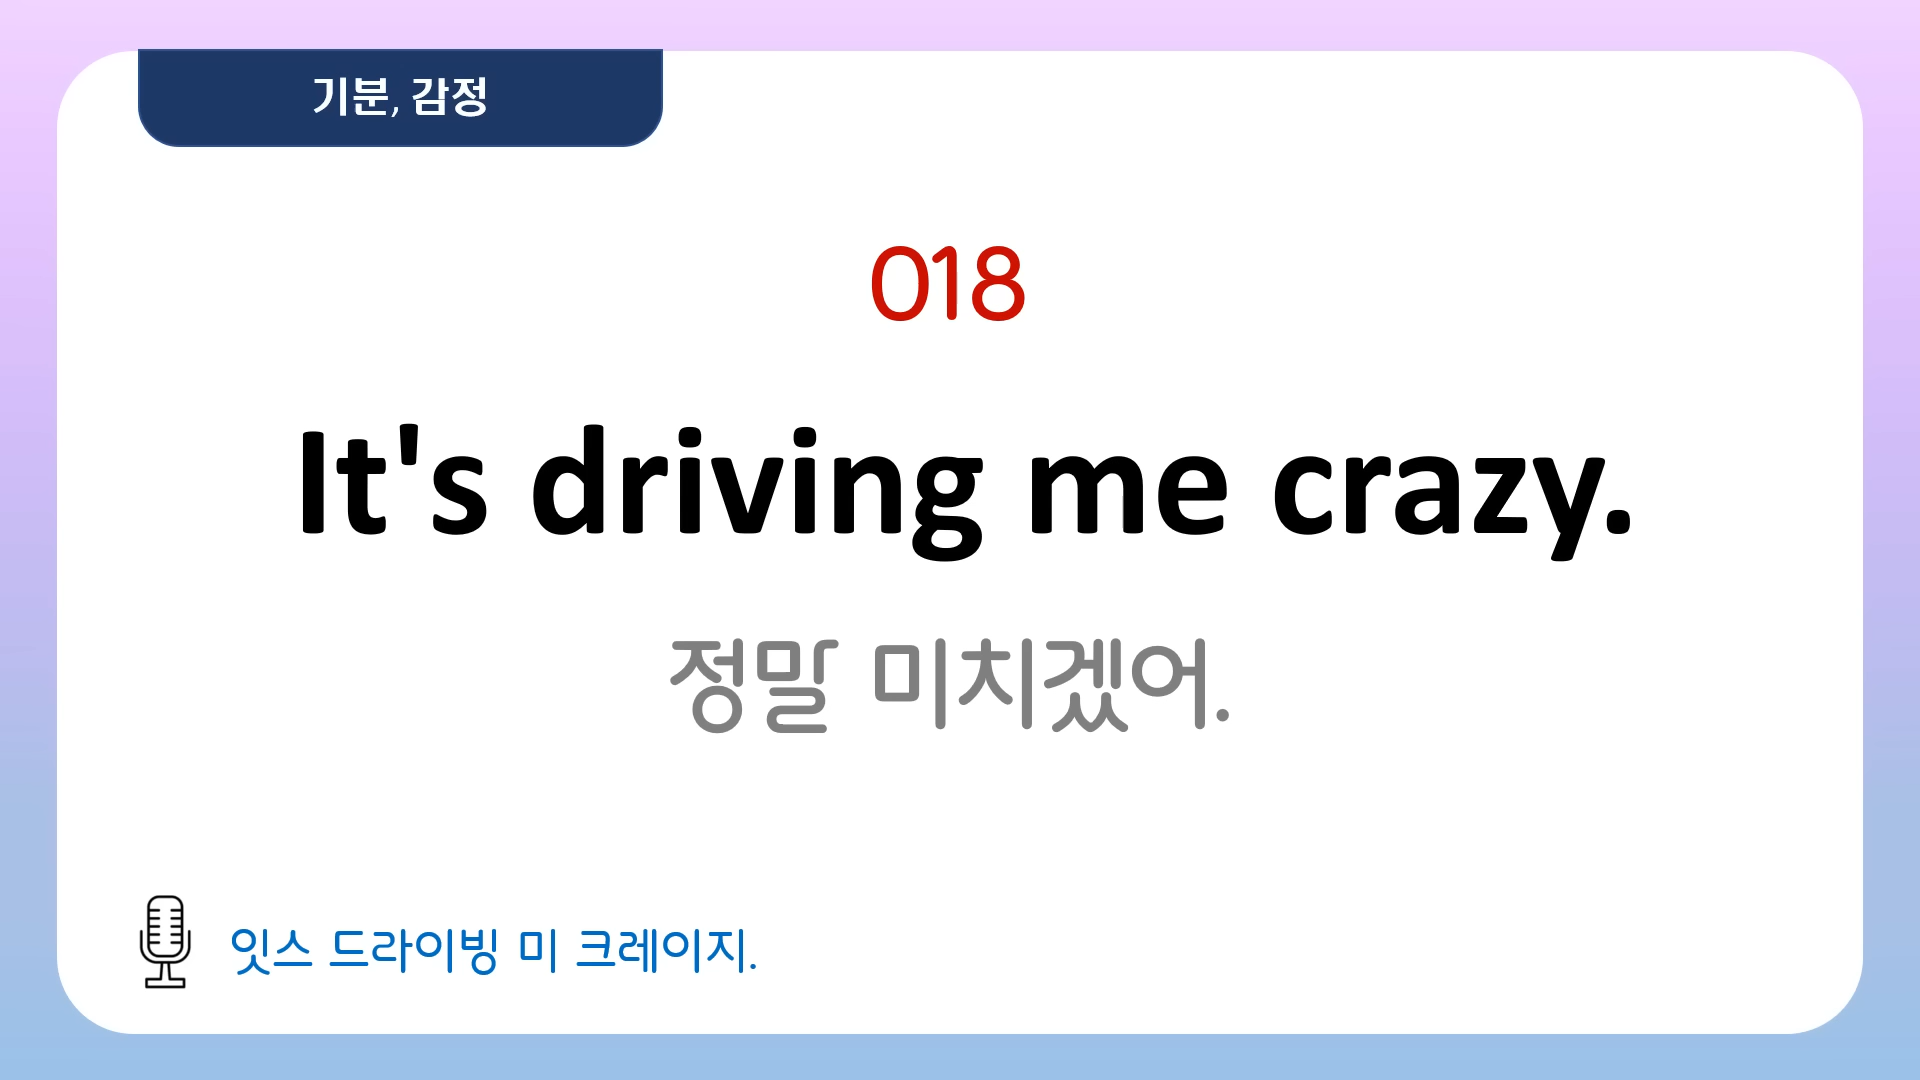 기분, 감정
018
It's driving me crazy.
정말 미치겠어.
잇스 드라이빙 미 크레이지.